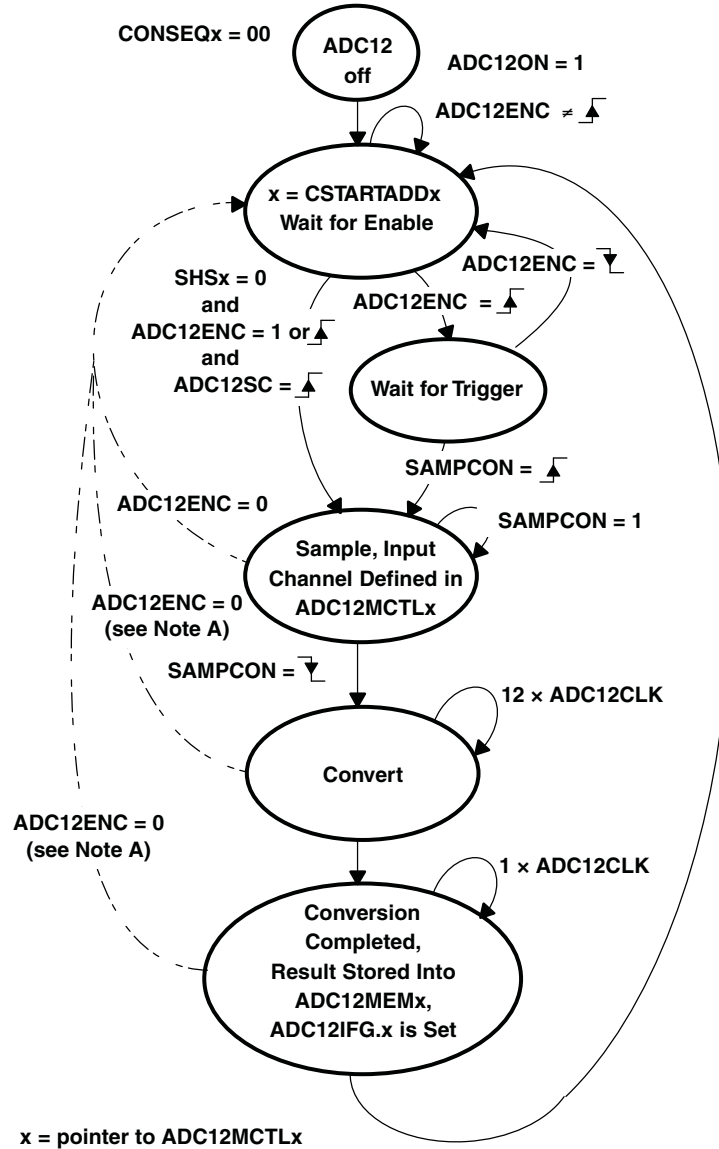 CONSEQx = 00
ADC12
off
ADC12ON = 1
ADC12ENC ≠
x = CSTARTADDx
Wait for Enable
ADC12ENC =
SHSx = 0
and
ADC12ENC = 1 or
and
ADC12SC =
ADC12ENC =
Wait for Trigger
SAMPCON =
ADC12ENC = 0
SAMPCON = 1
Sample, Input
Channel Defined in
ADC12MCTLx
ADC12ENC = 0
(see Note A)
SAMPCON =
12 × ADC12CLK
Convert
ADC12ENC = 0
(see Note A)
1 × ADC12CLK
Conversion
Completed,
Result Stored Into
ADC12MEMx,
ADC12IFG.x is Set
x = pointer to ADC12MCTLx